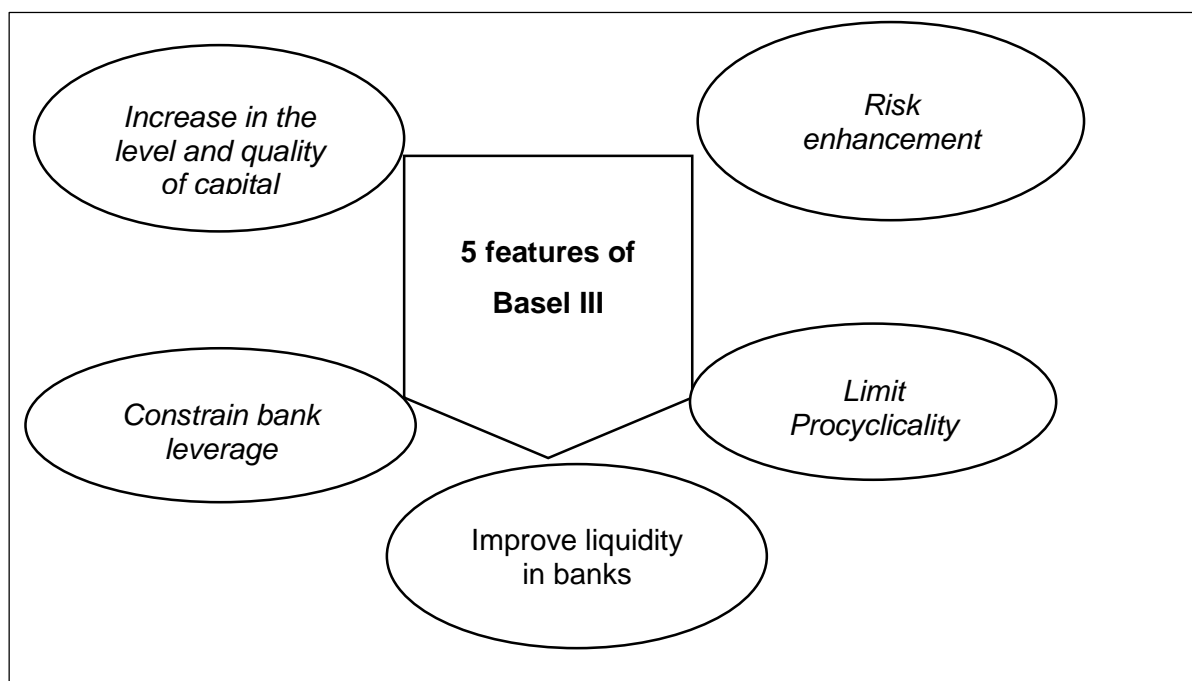 Increase in the
level and quality
of capital
Risk
enhancement
5 features of
Basel III
Constrain bank
leverage
Limit
Procyclicality
Improve liquidity
in banks